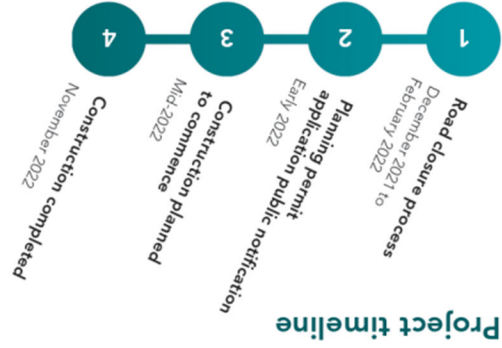 Project timeline
Road closure process
December 2021 to
February 2022
Planning permit
application public notification
Early 2022
Construction planned
to commence
Mid-2022
Construction completed
November 2022
1
2
3
4